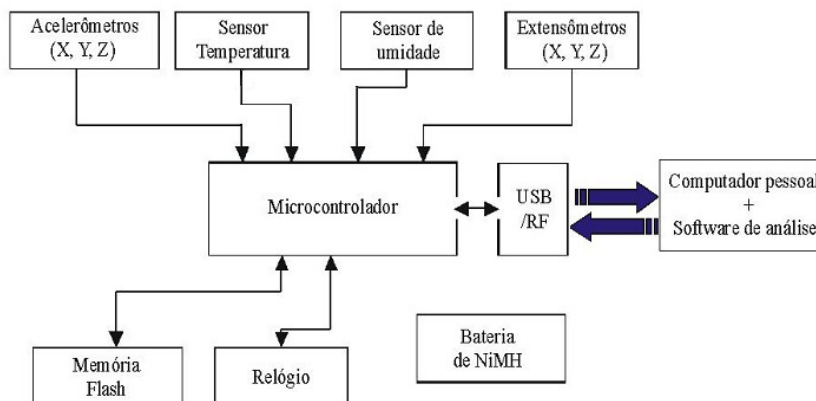 Acelerômetros
(X, Y, Z)
Sensor
Temperatura
Sensor de
umidade
Extensômetros
(X, Y, Z)
Microcontrolador
USB
/RF
Computador pessoal
+
Software de análise
Memória
Flash
Relógio
Bateria
de NiMH